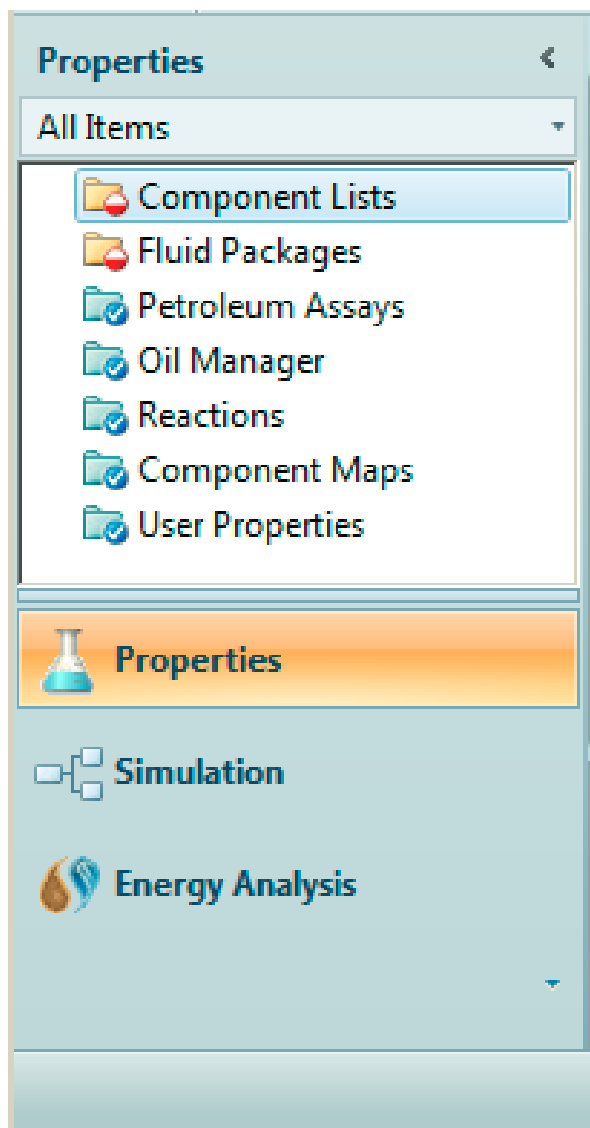 Properties
All Items
Component Lists
Fluid Packages
Petroleum Assays
Oil Manager
Reactions
Component Maps
User Properties
Properties
Simulation
Energy Analysis